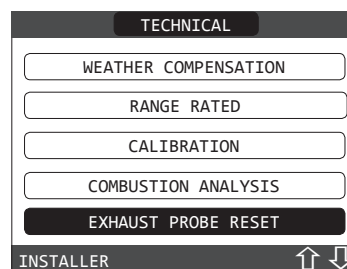 TECHNICAL
WEATHER COMPENSATION
RANGE RATED
CALIBRATION
COMBUSTION ANALYSIS
EXHAUST PROBE RESET
INSTALLER